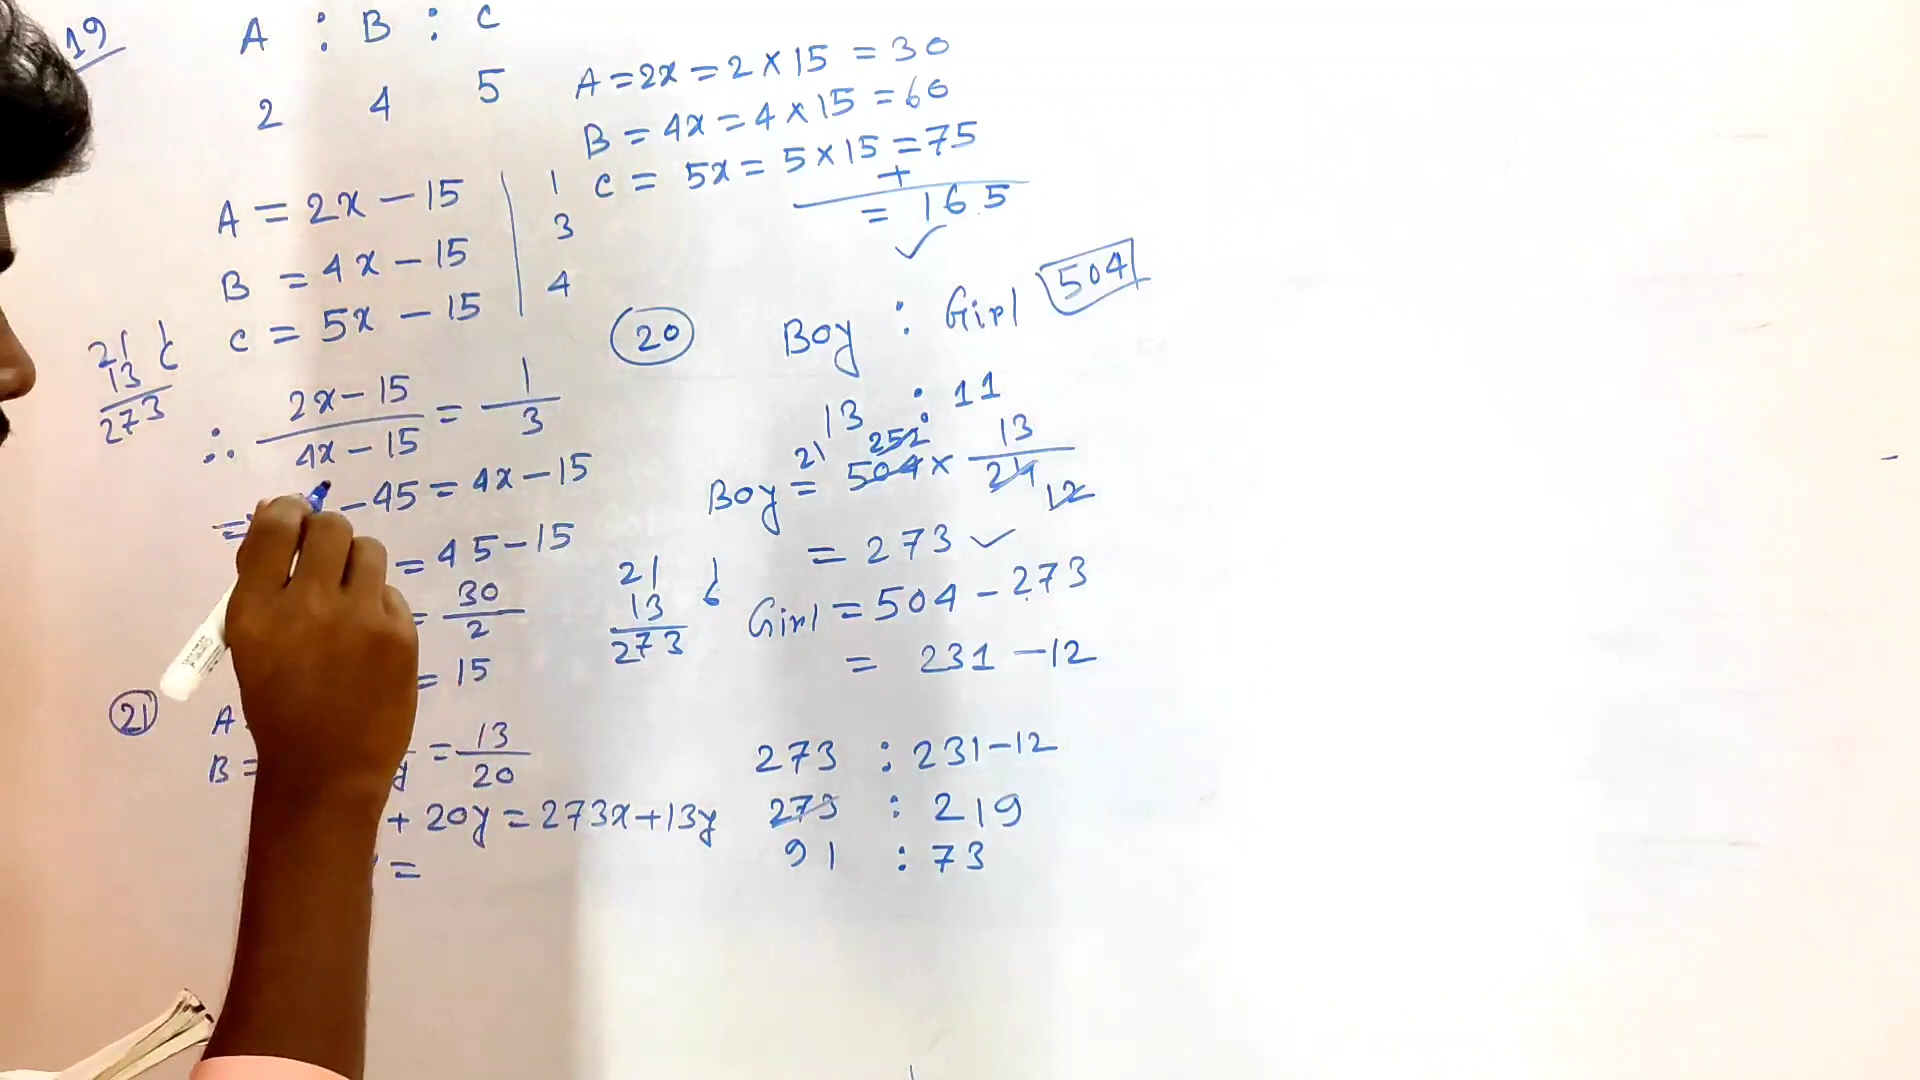 19
A : B : C
2 4 5
A = 2x - 15 | 1
B = 4x - 15 | 3
C = 5x - 15 | 4
21
13
273
∴ 2x - 15 / 4x - 15 = 1 / 3
- 45 = 4x - 15
= 45 - 15
= 30 / 2
= 15
A = 2x = 2 × 15 = 30
B = 4x = 4 × 15 = 60
C = 5x = 5 × 15 = 75
+
= 165
20
Boy : Girl 504
13 : 11
21 252
Boy = 504 × 13 / 24
12
= 273 ✓
21
13
273
Girl = 504 - 273
= 231 - 12
273 : 231 - 12
273 : 219
91 : 73
21
A
B =
y = 13 / 20
+ 20y = 273x + 13y
=